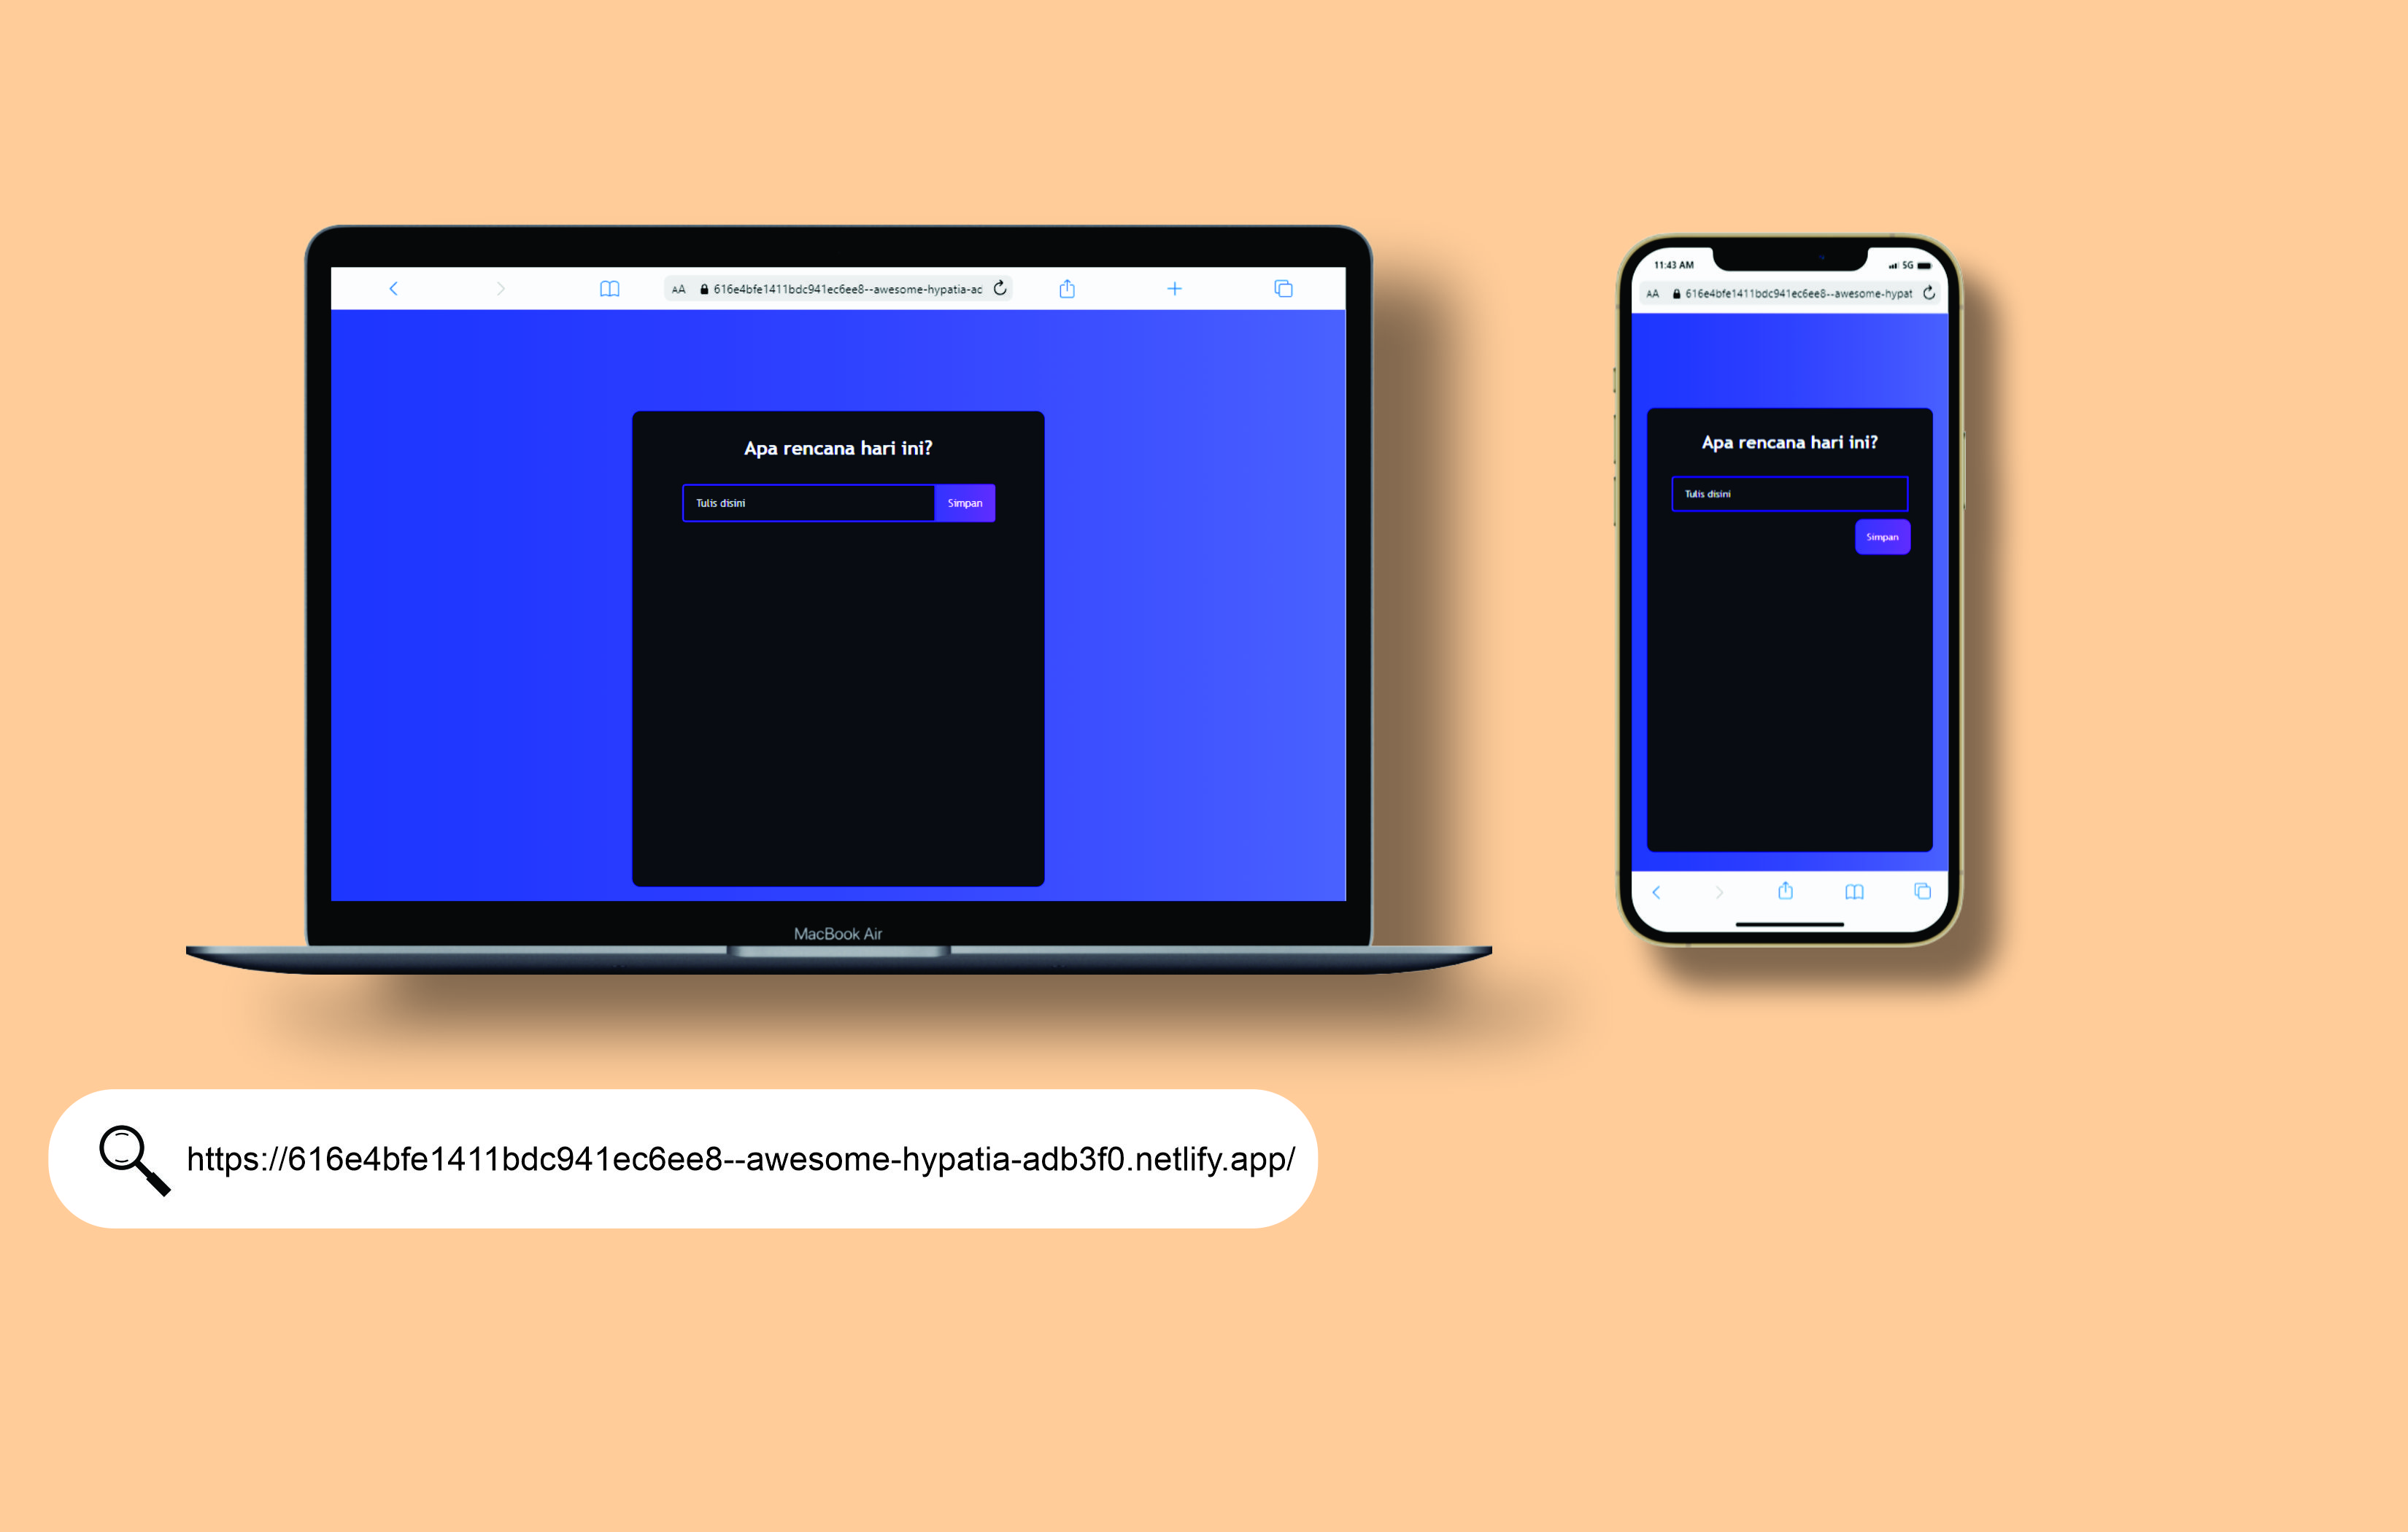 AA 616e4bfe1411bdc941ec6ee8--awesome-hypatia-ad
Apa rencana hari ini?
Tulis disini
Simpan
MacBook Air
11:43 AM 5G
AA 616e4bfe1411bdc941ec6ee8--awesome-hypat
Apa rencana hari ini?
Tulis disini
Simpan
https://616e4bfe1411bdc941ec6ee8--awesome-hypatia-adb3f0.netlify.app/